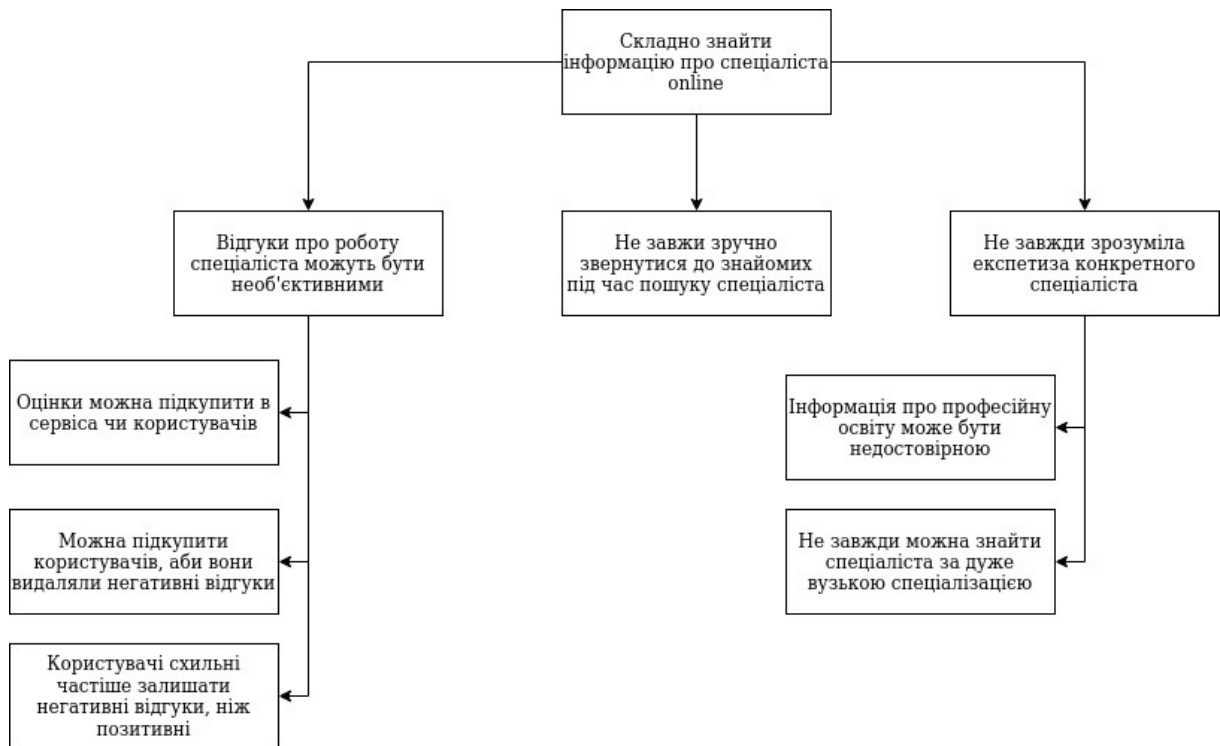 Складно знайти
інформацію про спеціаліста
online
Відгуки про роботу
спеціаліста можуть бути
необ'єктивними
Не завжи зручно
звернутися до знайомих
під час пошуку спеціаліста
Не завжди зрозуміла
експетиза конкретного
спеціаліста
Оцінки можна підкупити в
сервіса чи користувачів
Можна підкупити
користувачів, аби вони
видаляли негативні відгуки
Користувачі схильні
частіше залишати
негативні відгуки, ніж
позитивні
Інформація про професійну
освіту може бути
недостовірною
Не завжди можна знайти
спеціаліста за дуже
вузькою спеціалізацією